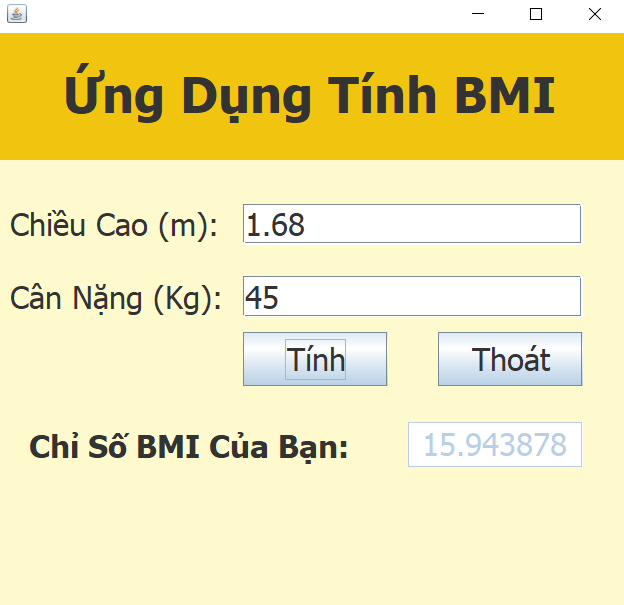 Ứng Dụng Tính BMI
Chiều Cao (m): 1.68
Cân Nặng (Kg): 45
Tính Thoát
Chỉ Số BMI Của Bạn: 15.943878